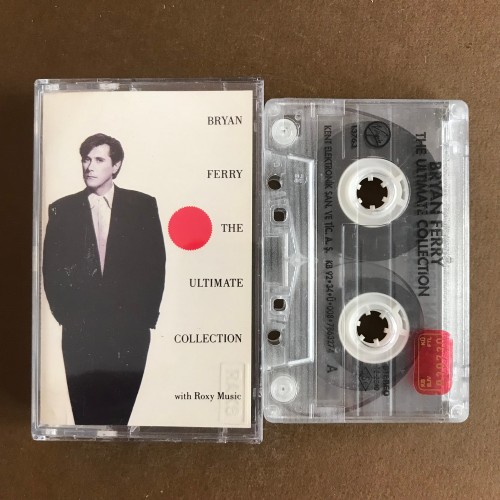 BRYAN
FERRY
THE
ULTIMATE
COLLECTION
with Roxy Music
BRYAN FERRY
THE ULTIMATE COLLECTION
KENT ELEKTRONİK SAN. VE TİC. A. Ş.
A